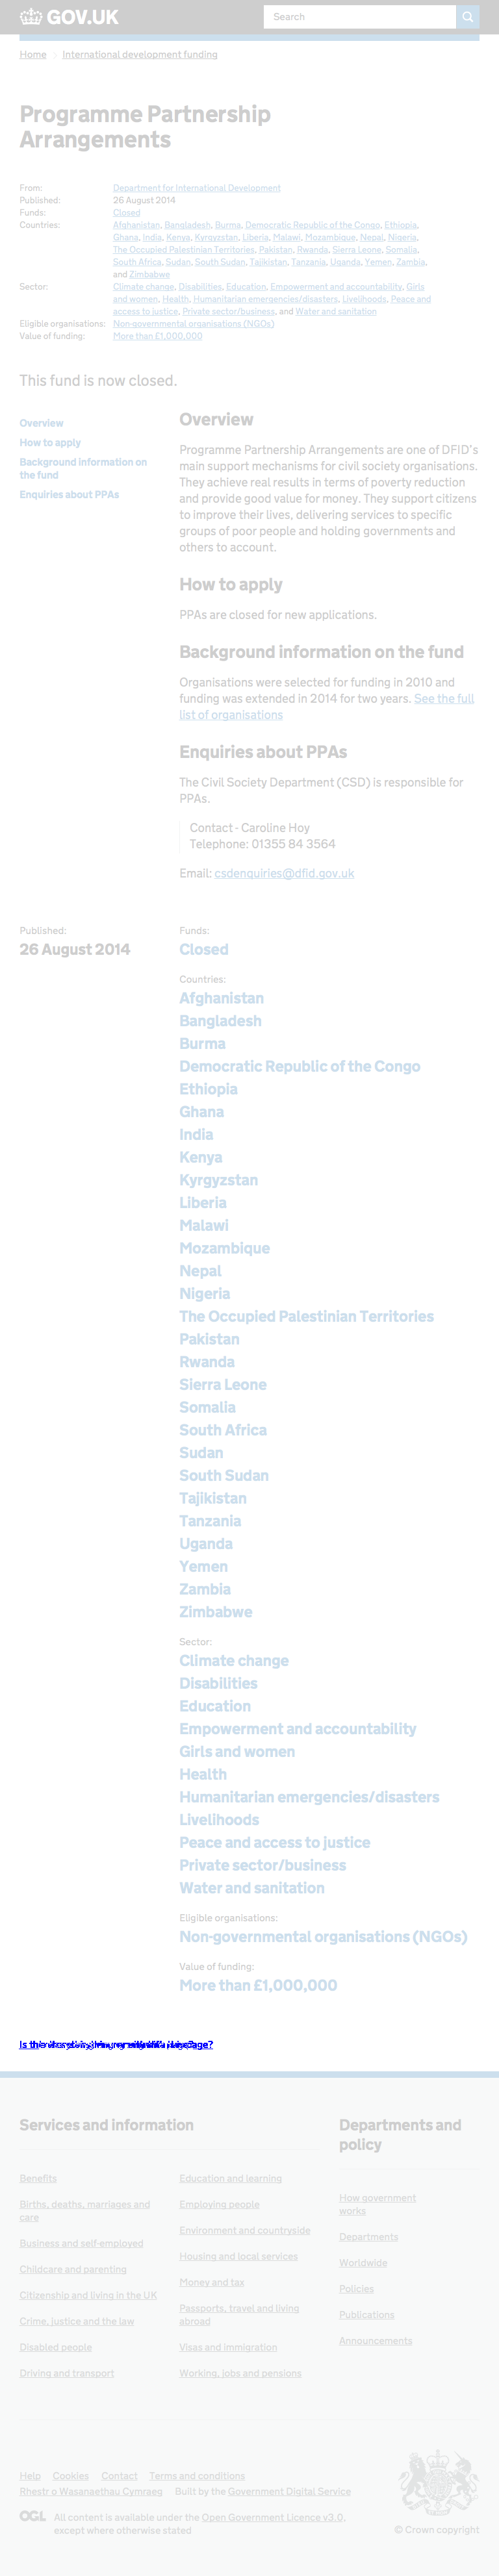 GOV.UK
Search
Home
International development funding
Programme Partnership
Arrangements
From: Department for International Development
Published: 26 August 2014
Funds: Closed
Countries: Afghanistan, Bangladesh, Burma, Democratic Republic of the Congo, Ethiopia,
Ghana, India, Kenya, Kyrgyzstan, Liberia, Malawi, Mozambique, Nepal, Nigeria,
The Occupied Palestinian Territories, Pakistan, Rwanda, Sierra Leone, Somalia,
South Africa, Sudan, South Sudan, Tajikistan, Tanzania, Uganda, Yemen, Zambia,
and Zimbabwe
Sector: Climate change, Disabilities, Education, Empowerment and accountability, Girls
and women, Health, Humanitarian emergencies/disasters, Livelihoods, Peace and
access to justice, Private sector/business, and Water and sanitation
Eligible organisations: Non-governmental organisations (NGOs)
Value of funding: More than £1,000,000
This fund is now closed.
Overview
How to apply
Background information on
the fund
Enquiries about PPAs
Overview
Programme Partnership Arrangements are one of DFID's
main support mechanisms for civil society organisations.
They achieve real results in terms of poverty reduction
and provide good value for money. They support citizens
to improve their lives, delivering services to specific
groups of poor people and holding governments and
others to account.
How to apply
PPAs are closed for new applications.
Background information on the fund
Organisations were selected for funding in 2010 and
funding was extended in 2014 for two years. See the full
list of organisations
Enquiries about PPAs
The Civil Society Department (CSD) is responsible for
PPAs.
Contact - Caroline Hoy
Telephone: 01355 84 3564
Email: csdenquiries@dfid.gov.uk
Published:
26 August 2014
Funds:
Closed
Countries:
Afghanistan
Bangladesh
Burma
Democratic Republic of the Congo
Ethiopia
Ghana
India
Kenya
Kyrgyzstan
Liberia
Malawi
Mozambique
Nepal
Nigeria
The Occupied Palestinian Territories
Pakistan
Rwanda
Sierra Leone
Somalia
South Africa
Sudan
South Sudan
Tajikistan
Tanzania
Uganda
Yemen
Zambia
Zimbabwe
Sector:
Climate change
Disabilities
Education
Empowerment and accountability
Girls and women
Health
Humanitarian emergencies/disasters
Livelihoods
Peace and access to justice
Private sector/business
Water and sanitation
Eligible organisations:
Non-governmental organisations (NGOs)
Value of funding:
More than £1,000,000
Services and information
Benefits
Births, deaths, marriages and
care
Business and self-employed
Childcare and parenting
Citizenship and living in the UK
Crime, justice and the law
Disabled people
Driving and transport
Education and learning
Employing people
Environment and countryside
Housing and local services
Money and tax
Passports, travel and living
abroad
Visas and immigration
Working, jobs and pensions
Departments and
policy
How government
works
Departments
Worldwide
Policies
Publications
Announcements
Help Cookies Contact Terms and conditions
Rhestr o Wasanaethau Cymraeg Built by the Government Digital Service
OGL All content is available under the Open Government Licence v3.0,
except where otherwise stated
© Crown copyright